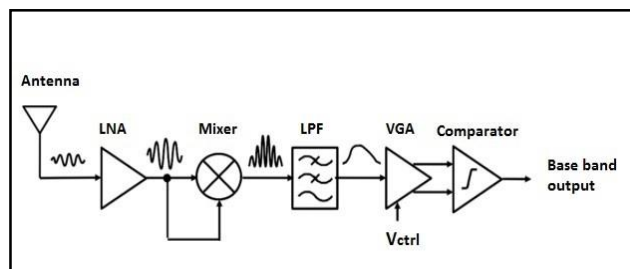 Antenna
LNA
Mixer
LPF
VGA
Comparator
Base band
output
Vctrl